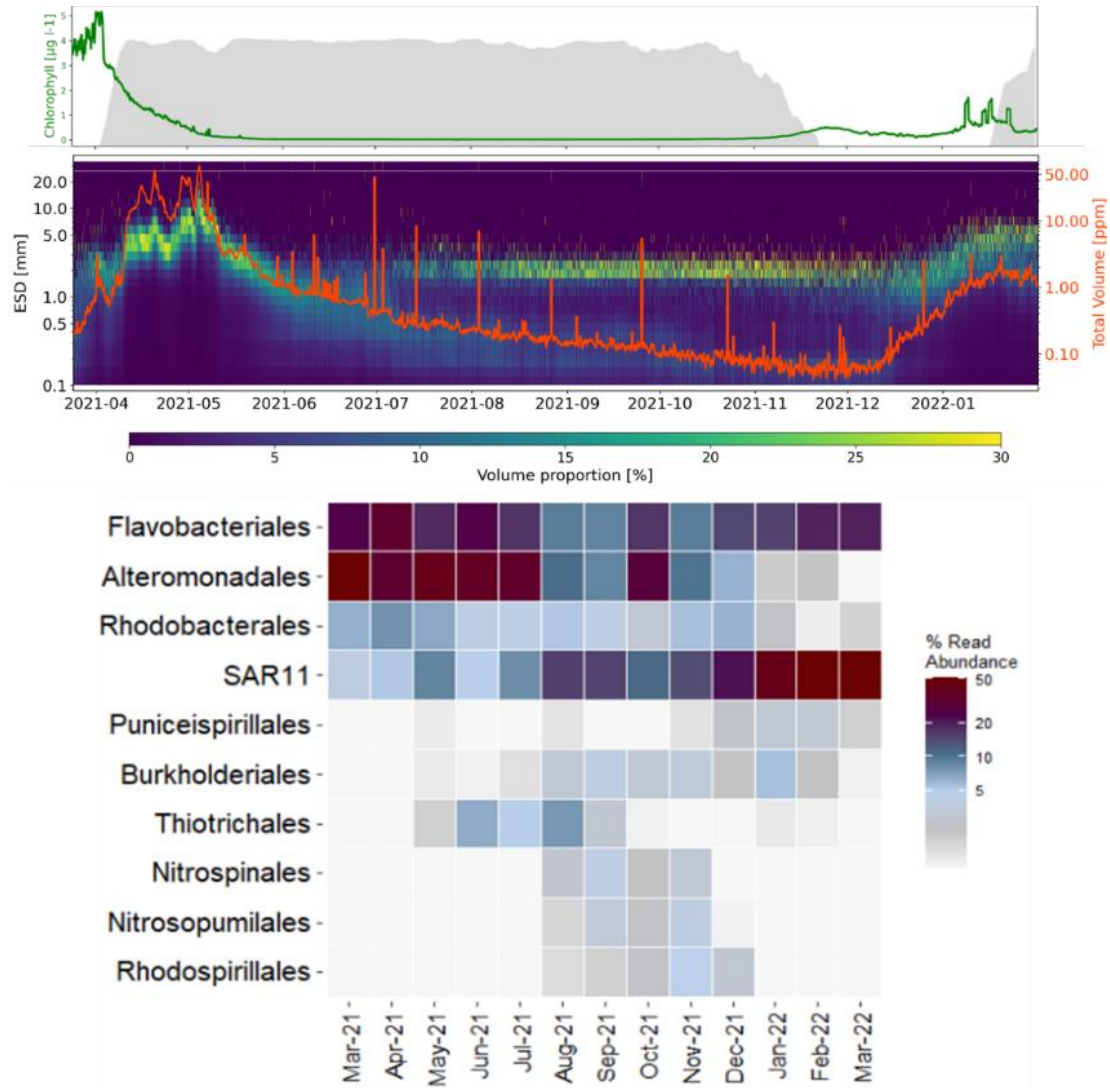 Chlorophyll [µg l-1]
5
4
3
2
1
0
ESD [mm]
20.0
10.0
5.0
1.0
0.5
0.1
50.00
10.00
1.00
0.10
Total Volume [ppm]
2021-04 2021-05 2021-06 2021-07 2021-08 2021-09 2021-10 2021-11 2021-12 2022-01
0 5 10 15 20 25 30
Volume proportion [%]
Flavobacteriales
Alteromonadales
Rhodobacterales
SAR11
Puniceispirillales
Burkholderiales
Thiotrichales
Nitrospinales
Nitrosopumilales
Rhodospirillales
Mar-21 Apr-21 May-21 Jun-21 Jul-21 Aug-21 Sep-21 Oct-21 Nov-21 Dec-21 Jan-22 Feb-22 Mar-22
% Read
Abundance
50
20
10
5